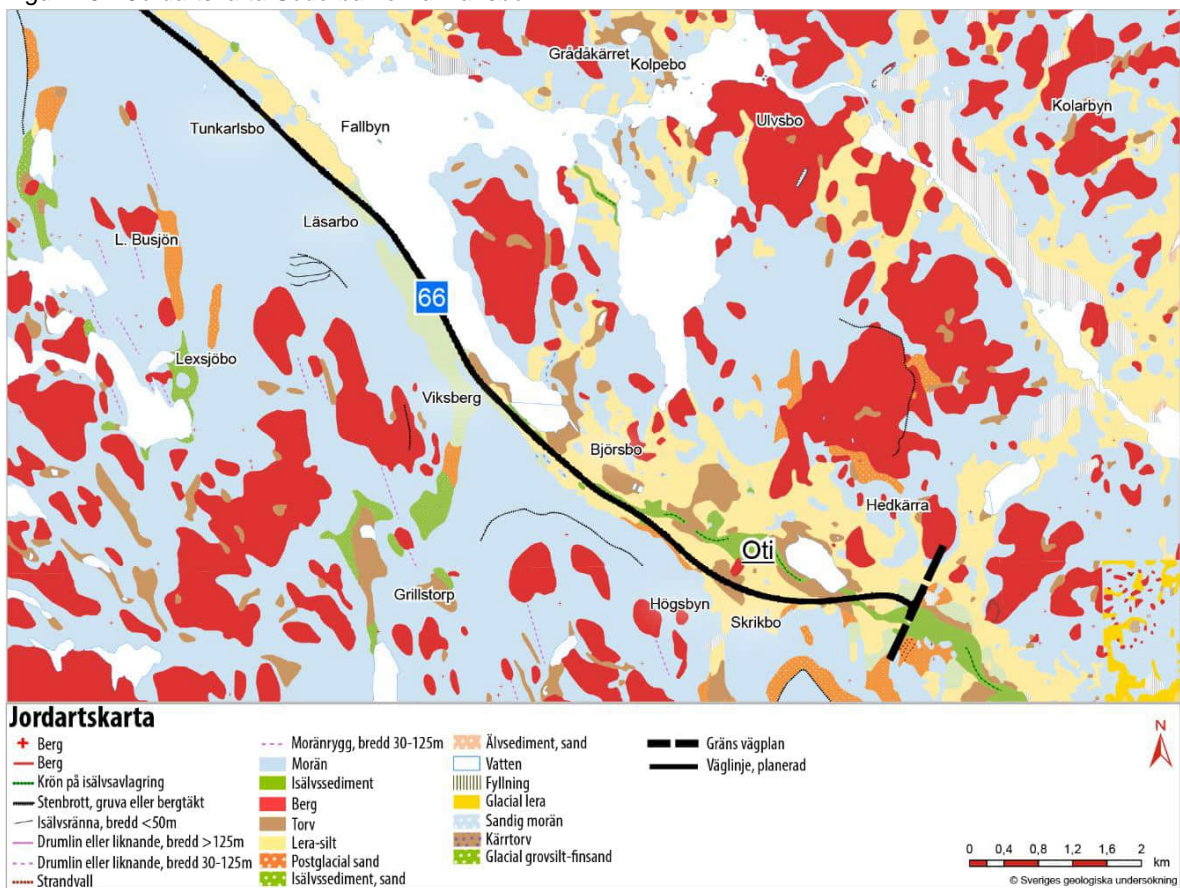 Grådåkärret
Kolpebo
Kolarbyn
Ulvsbo
Tunkarlsbo
Fallbyn
Läsarbo
L. Busjön
66
Lexsjöbo
Viksberg
Björsbo
Hedkärra
Oti
Grillstorp
Högsbyn
Skrikbo
Jordartskarta
Berg
Berg
Krön på isälvsavlagring
Stenbrott, gruva eller bergtäkt
Isälvsränna, bredd <50m
Drumlin eller liknande, bredd >125m
Drumlin eller liknande, bredd 30-125m
Strandvall
Moränrygg, bredd 30-125m
Morän
Isälvssediment
Berg
Torv
Lera-silt
Postglacial sand
Isälvssediment, sand
Älvsediment, sand
Vatten
Fyllning
Glacial lera
Sandig morän
Kärrtorv
Glacial grovsilt-finsand
Gräns vägplan
Väglinje, planerad
N
0 0,4 0,8 1,2 1,6 2
km
© Sveriges geologiska undersökning